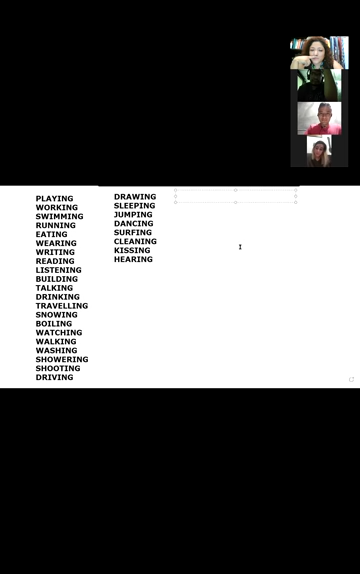 PLAYING
WORKING
SWIMMING
RUNNING
EATING
WEARING
WRITING
READING
LISTENING
BUILDING
TALKING
DRINKING
TRAVELLING
SNOWING
BOILING
WATCHING
WALKING
WASHING
SHOWERING
SHOOTING
DRIVING
DRAWING
SLEEPING
JUMPING
DANCING
SURFING
CLEANING
KISSING
HEARING